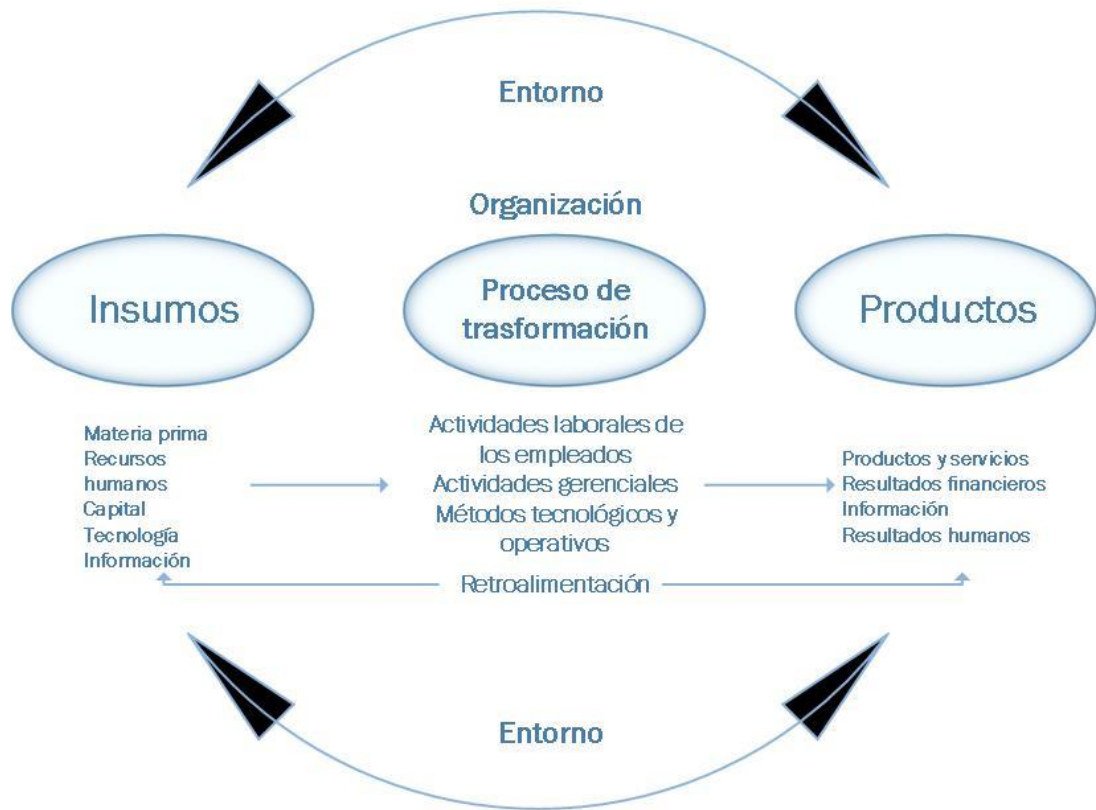 Entorno
Organización
Insumos
Proceso de
trasformación
Productos
Materia prima
Recursos
humanos
Capital
Tecnología
Información
Actividades laborales de
los empleados
Actividades gerenciales
Métodos tecnológicos y
operativos
Productos y servicios
Resultados financieros
Información
Resultados humanos
Retroalimentación
Entorno